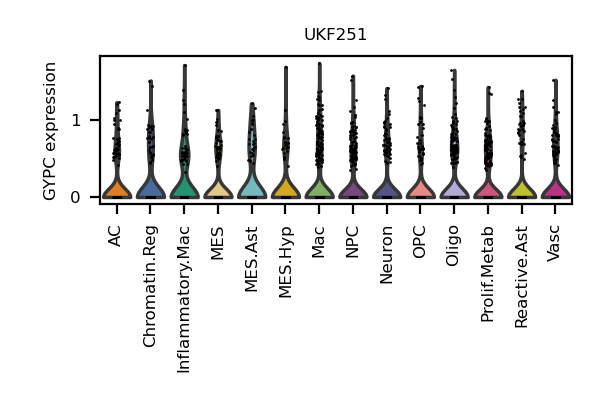 UKF251
GYPC expression
1
0
AC
Chromatin.Reg
Inflammatory.Mac
MES
MES.Ast
MES.Hyp
Mac
NPC
Neuron
OPC
Oligo
Prolif.Metab
Reactive.Ast
Vasc